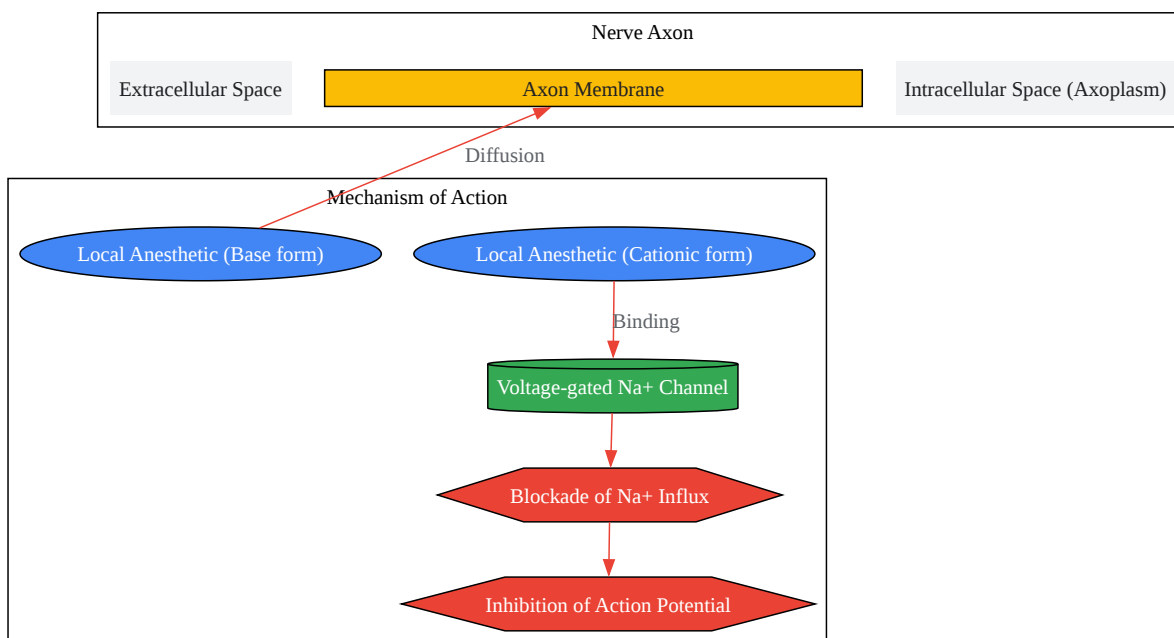 Nerve Axon
Extracellular Space
Axon Membrane
Intracellular Space (Axoplasm)
Diffusion
Mechanism of Action
Local Anesthetic (Base form)
Local Anesthetic (Cationic form)
Binding
Voltage-gated Na+ Channel
Blockade of Na+ Influx
Inhibition of Action Potential